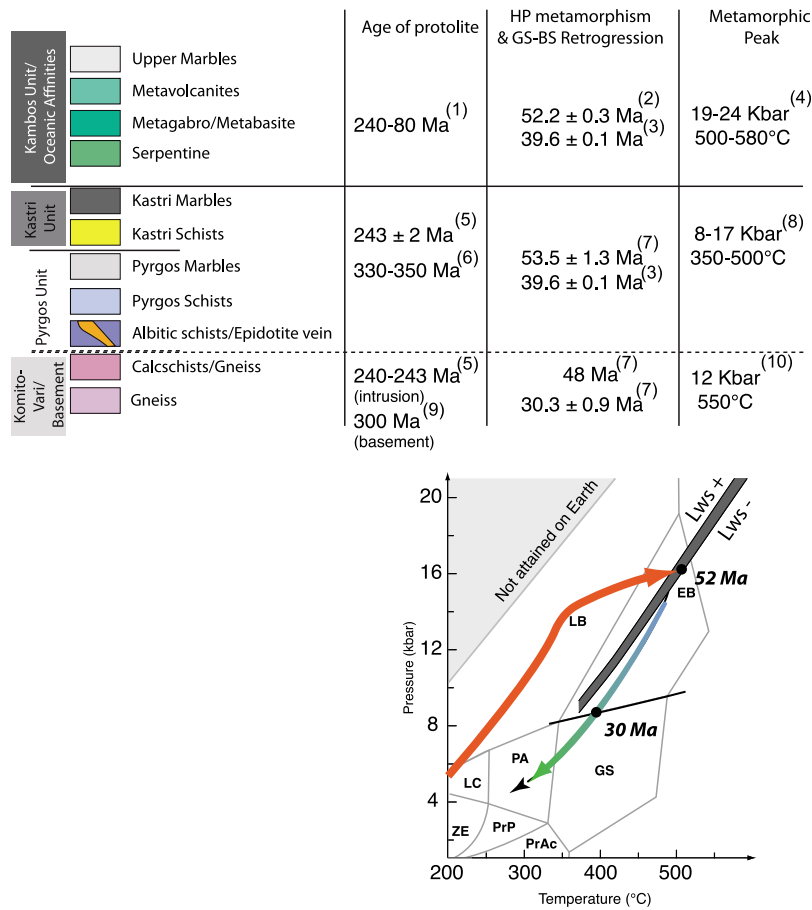 Age of protolite
HP metamorphism
& GS-BS Retrogression
Metamorphic
Peak
Kambos Unit/
Oceanic Affinities
Upper Marbles
Metavolcanites
Metagabro/Metabasite
Serpentine
240-80 Ma(1)
52.2 ± 0.3 Ma(2)
39.6 ± 0.1 Ma(3)
19-24 Kbar(4)
500-580°C
Kastri
Unit
Kastri Marbles
Kastri Schists
Pyrgos Unit
Pyrgos Marbles
Pyrgos Schists
Albitic schists/Epidotite vein
243 ± 2 Ma(5)
330-350 Ma(6)
53.5 ± 1.3 Ma(7)
39.6 ± 0.1 Ma(3)
8-17 Kbar(8)
350-500°C
Komito-
Vari/
Basement
Calcschists/Gneiss
Gneiss
240-243 Ma(5)
(intrusion)
300 Ma(9)
(basement)
48 Ma(7)
30.3 ± 0.9 Ma(7)
12 Kbar(10)
550°C
Pressure (kbar)
20
16
12
8
4
Not attained on Earth
Lws +
Lws -
52 Ma
EB
LB
30 Ma
PA
GS
LC
ZE
PrP
PrAc
200
300
400
500
Temperature (°C)